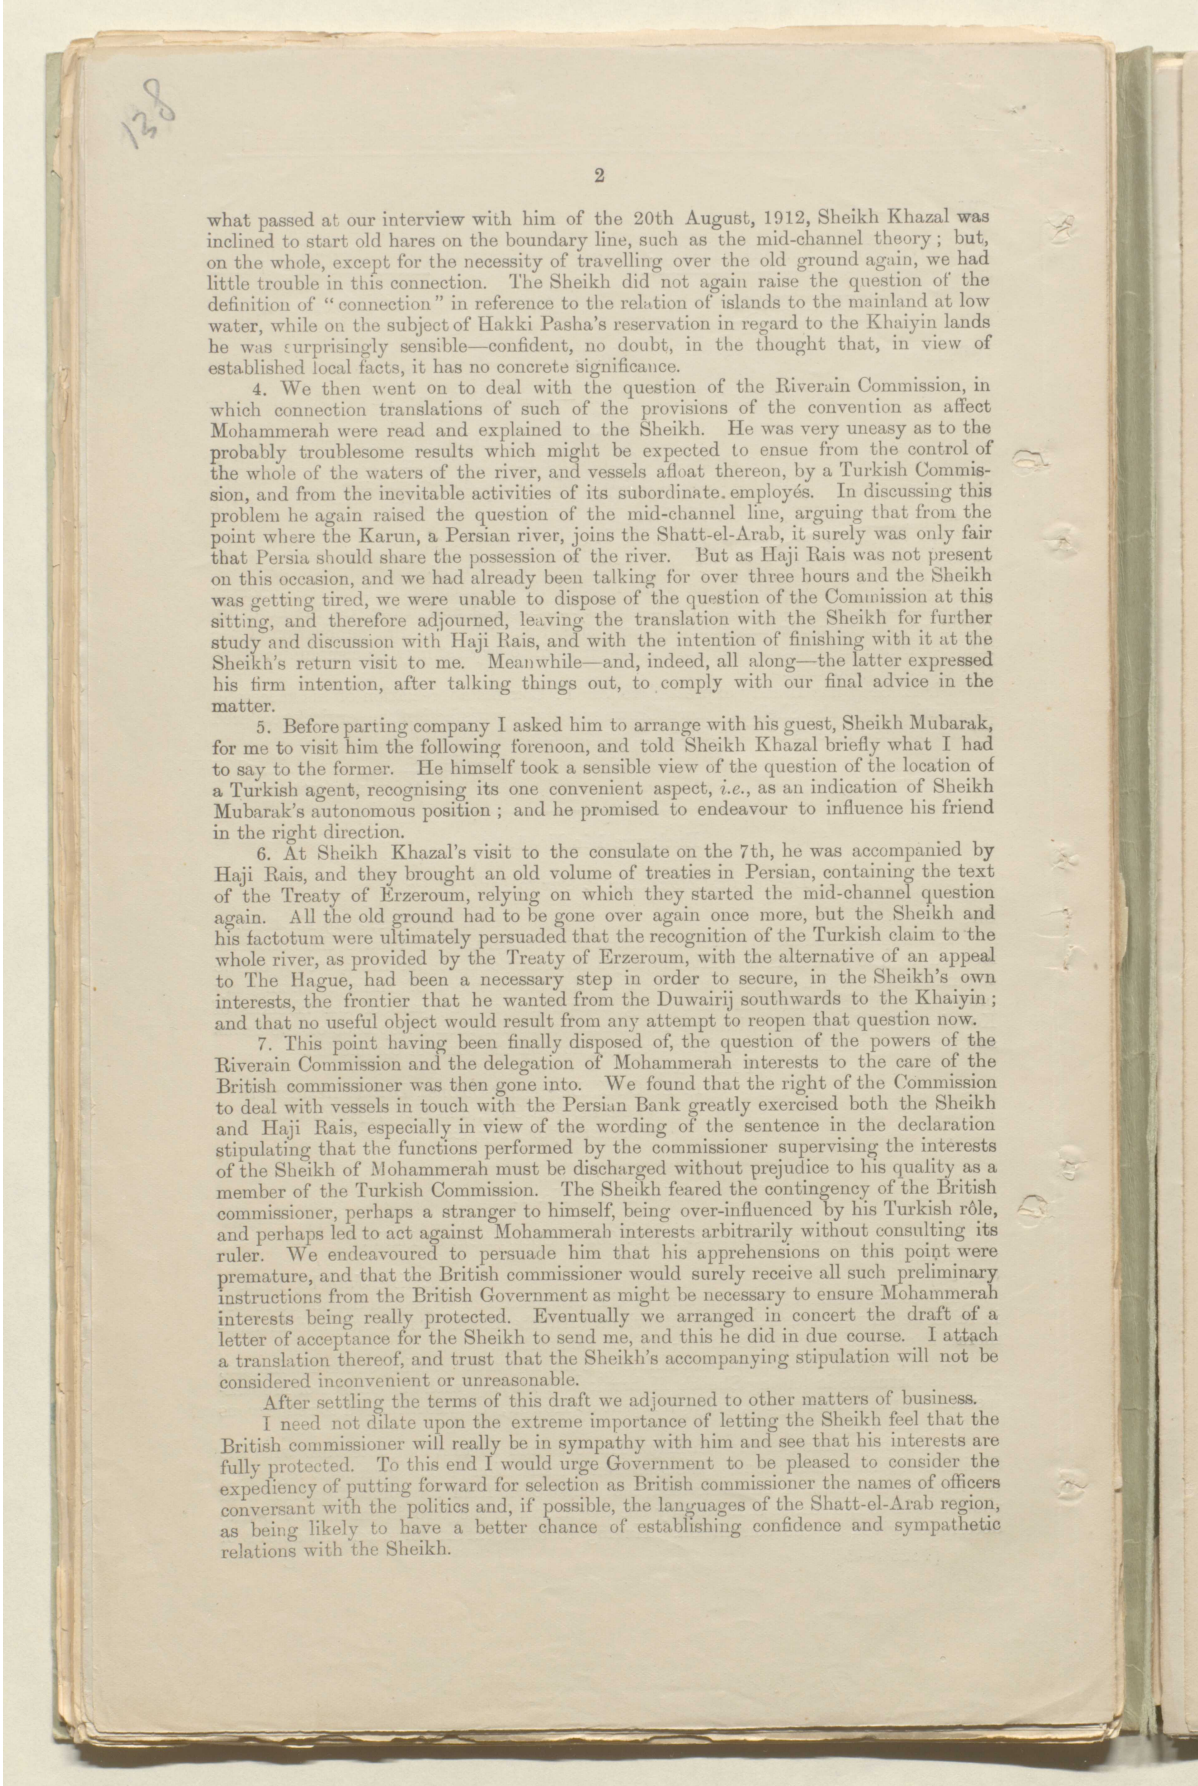 138
2
what passed at our interview with him of the 20th August, 1912, Sheikh Khazal was
inclined to start old hares on the boundary line, such as the mid-channel theory; but,
on the whole, except for the necessity of travelling over the old ground again, we had
little trouble in this connection. The Sheikh did not again raise the question of the
definition of "connection" in reference to the relation of islands to the mainland at low
water, while on the subject of Hakki Pasha's reservation in regard to the Khaiyin lands
he was surprisingly sensible—confident, no doubt, in the thought that, in view of
established local facts, it has no concrete significance.
4. We then went on to deal with the question of the Riverain Commission, in
which connection translations of such of the provisions of the convention as affect
Mohammerah were read and explained to the Sheikh. He was very uneasy as to the
probably troublesome results which might be expected to ensue from the control of
the whole of the waters of the river, and vessels afloat thereon, by a Turkish Commis-
sion, and from the inevitable activities of its subordinate employés. In discussing this
problem he again raised the question of the mid-channel line, arguing that from the
point where the Karun, a Persian river, joins the Shatt-el-Arab, it surely was only fair
that Persia should share the possession of the river. But as Haji Rais was not present
on this occasion, and we had already been talking for over three hours and the Sheikh
was getting tired, we were unable to dispose of the question of the Commission at this
sitting, and therefore adjourned, leaving the translation with the Sheikh for further
study and discussion with Haji Rais, and with the intention of finishing with it at the
Sheikh's return visit to me. Meanwhile—and, indeed, all along—the latter expressed
his firm intention, after talking things out, to comply with our final advice in the
matter.
5. Before parting company I asked him to arrange with his guest, Sheikh Mubarak,
for me to visit him the following forenoon, and told Sheikh Khazal briefly what I had
to say to the former. He himself took a sensible view of the question of the location of
a Turkish agent, recognising its one convenient aspect, i.e., as an indication of Sheikh
Mubarak's autonomous position; and he promised to endeavour to influence his friend
in the right direction.
6. At Sheikh Khazal's visit to the consulate on the 7th, he was accompanied by
Haji Rais, and they brought an old volume of treaties in Persian, containing the text
of the Treaty of Erzeroum, relying on which they started the mid-channel question
again. All the old ground had to be gone over again once more, but the Sheikh and
his factotum were ultimately persuaded that the recognition of the Turkish claim to the
whole river, as provided by the Treaty of Erzeroum, with the alternative of an appeal
to The Hague, had been a necessary step in order to secure, in the Sheikh's own
interests, the frontier that he wanted from the Duwairij southwards to the Khaiyin;
and that no useful object would result from any attempt to reopen that question now.
7. This point having been finally disposed of, the question of the powers of the
Riverain Commission and the delegation of Mohammerah interests to the care of the
British commissioner was then gone into. We found that the right of the Commission
to deal with vessels in touch with the Persian Bank greatly exercised both the Sheikh
and Haji Rais, especially in view of the wording of the sentence in the declaration
stipulating that the functions performed by the commissioner supervising the interests
of the Sheikh of Mohammerah must be discharged without prejudice to his quality as a
member of the Turkish Commission. The Sheikh feared the contingency of the British
commissioner, perhaps a stranger to himself, being over-influenced by his Turkish rôle,
and perhaps led to act against Mohammerah interests arbitrarily without consulting its
ruler. We endeavoured to persuade him that his apprehensions on this point were
premature, and that the British commissioner would surely receive all such preliminary
instructions from the British Government as might be necessary to ensure Mohammerah
interests being really protected. Eventually we arranged in concert the draft of a
letter of acceptance for the Sheikh to send me, and this he did in due course. I attach
a translation thereof, and trust that the Sheikh's accompanying stipulation will not be
considered inconvenient or unreasonable.
After settling the terms of this draft we adjourned to other matters of business.
I need not dilate upon the extreme importance of letting the Sheikh feel that the
British commissioner will really be in sympathy with him and see that his interests are
fully protected. To this end I would urge Government to be pleased to consider the
expediency of putting forward for selection as British commissioner the names of officers
conversant with the politics and, if possible, the languages of the Shatt-el-Arab region,
as being likely to have a better chance of establishing confidence and sympathetic
relations with the Sheikh.